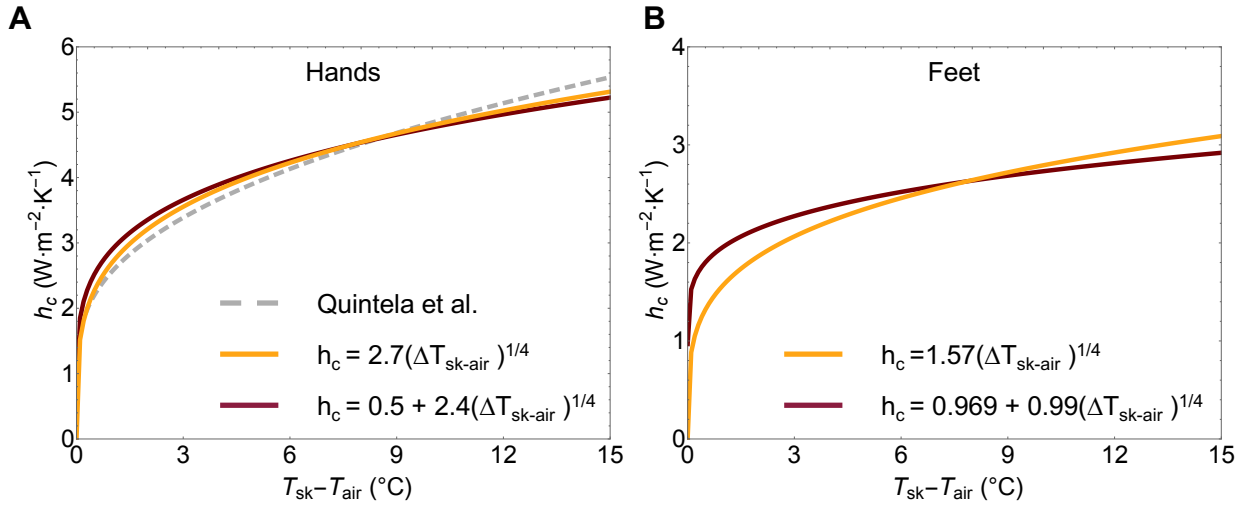 A
Hands
6
5
4
3
2
1
0
h_c (W·m⁻²·K⁻¹)
Quintela et al.
h_c = 2.7(ΔT_sk-air )^1/4
h_c = 0.5 + 2.4(ΔT_sk-air )^1/4
0 3 6 9 12 15
T_sk−T_air (°C)
B
Feet
4
3
2
1
0
h_c (W·m⁻²·K⁻¹)
h_c =1.57(ΔT_sk-air )^1/4
h_c = 0.969 + 0.99(ΔT_sk-air )^1/4
0 3 6 9 12 15
T_sk−T_air (°C)